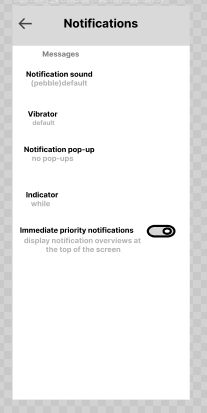 Notifications
Messages
Notification sound
(pebble)default
Vibrator
default
Notification pop-up
no pop-ups
Indicator
while
Immediate priority notifications
display notification overviews at
the top of the screen